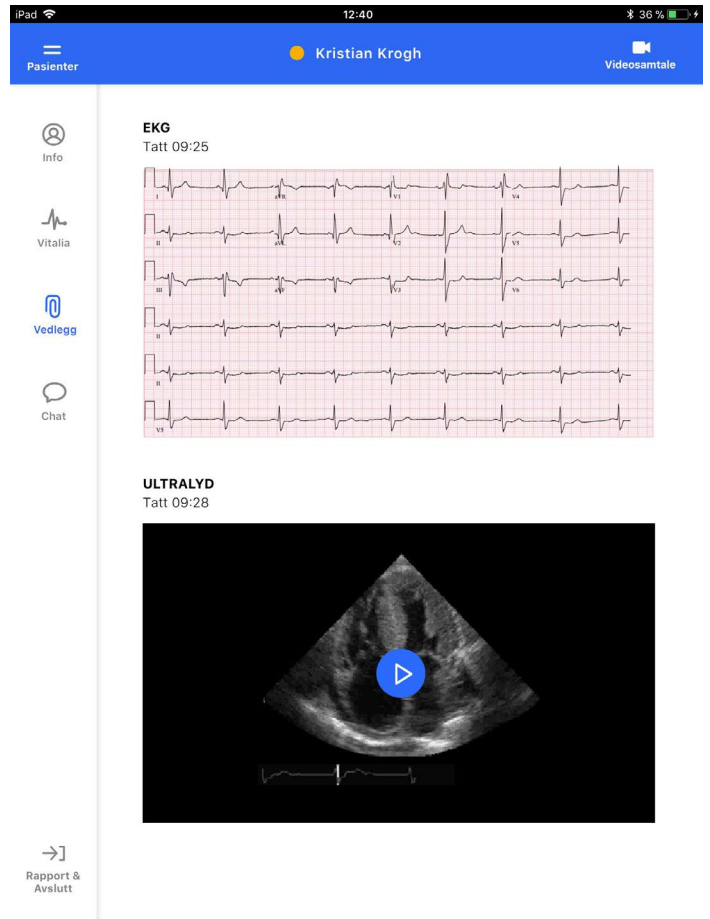 iPad 12:40 36 %
Pasienter
Kristian Krogh
Videosamtale
Info
Vitalia
Vedlegg
Chat
EKG
Tatt 09:25
I aVR V1 V4
II aVL V2 V5
III aVF V3 V6
II
II
V5
ULTRALYD
Tatt 09:28
Rapport &
Avslutt